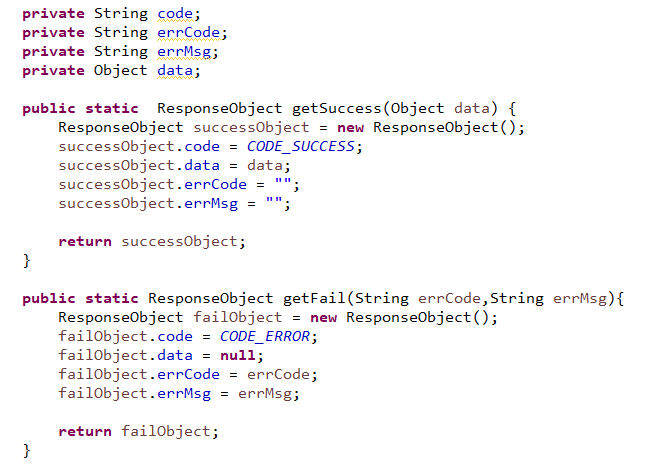 private String code;
private String errCode;
private String errMsg;
private Object data;
public static  ResponseObject getSuccess(Object data) {
    ResponseObject successObject = new ResponseObject();
    successObject.code = CODE_SUCCESS;
    successObject.data = data;
    successObject.errCode = "";
    successObject.errMsg = "";
    return successObject;
}
public static ResponseObject getFail(String errCode,String errMsg){
    ResponseObject failObject = new ResponseObject();
    failObject.code = CODE_ERROR;
    failObject.data = null;
    failObject.errCode = errCode;
    failObject.errMsg = errMsg;
    return failObject;
}